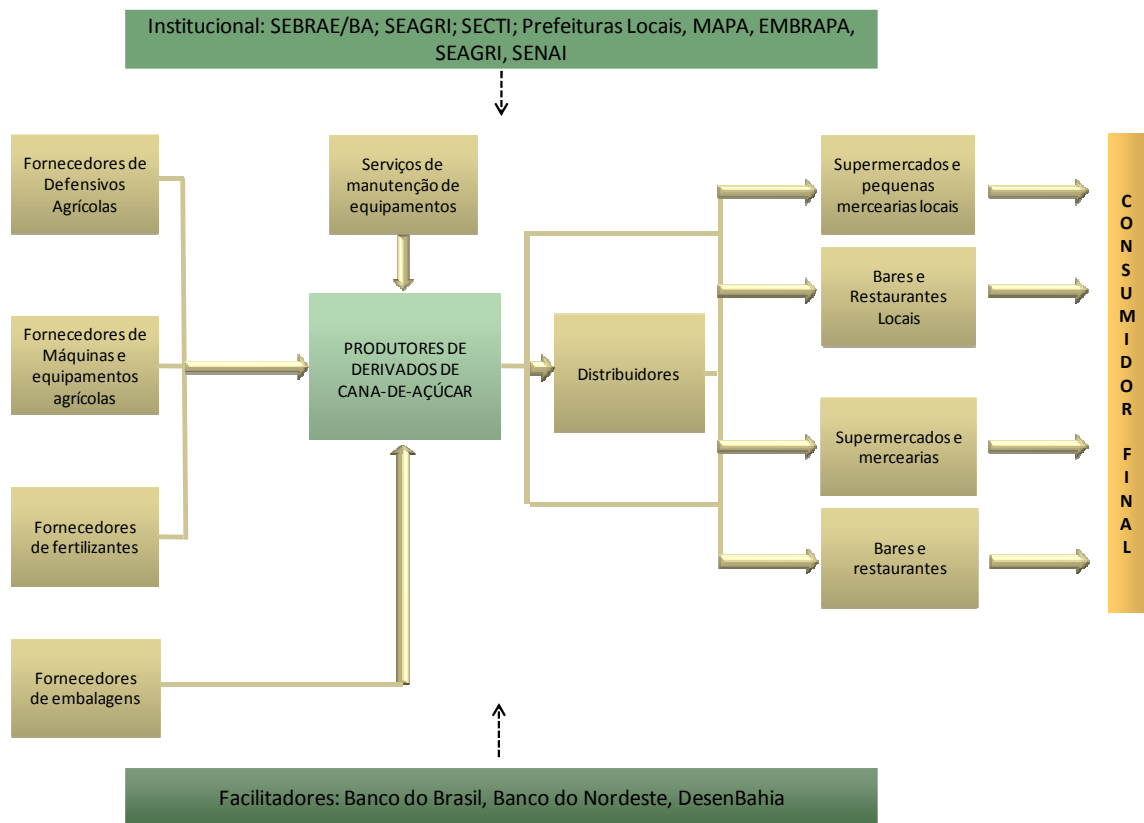 Institucional: SEBRAE/BA; SEAGRI; SECTI; Prefeituras Locais, MAPA, EMBRAPA,
SEAGRI, SENAI
Fornecedores de
Defensivos
Agrícolas
Serviços de
manutenção de
equipamentos
Supermercados e
pequenas
mercearias locais
Bares e
Restaurantes
Locais
Fornecedores de
Máquinas e
equipamentos
agrícolas
PRODUTORES DE
DERIVADOS DE
CANA-DE-AÇÚCAR
Distribuidores
Supermercados e
mercearias
Fornecedores
de fertilizantes
Bares e
restaurantes
Fornecedores
de embalagens
CONSUMIDOR FINAL
Facilitadores: Banco do Brasil, Banco do Nordeste, DesenBahia